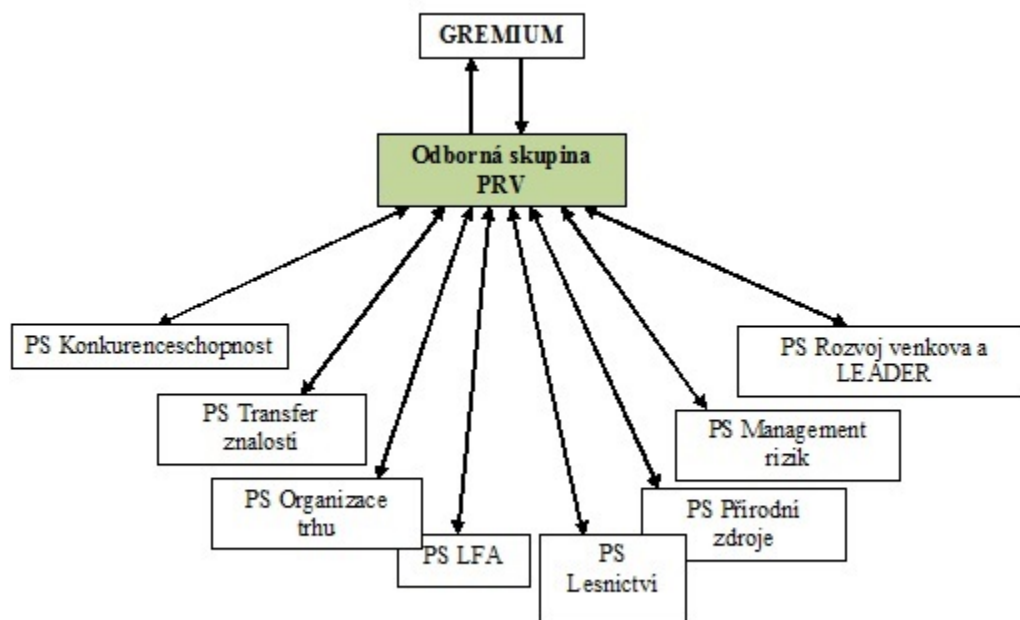 GREMIUM
Odborná skupina
PRV
PS Konkurenceschopnost
PS Rozvoj venkova a
LEADER
PS Transfer
znalostí
PS Management
rizik
PS Organizace
trhu
PS Přírodní
zdroje
PS LFA
PS
Lesnictví